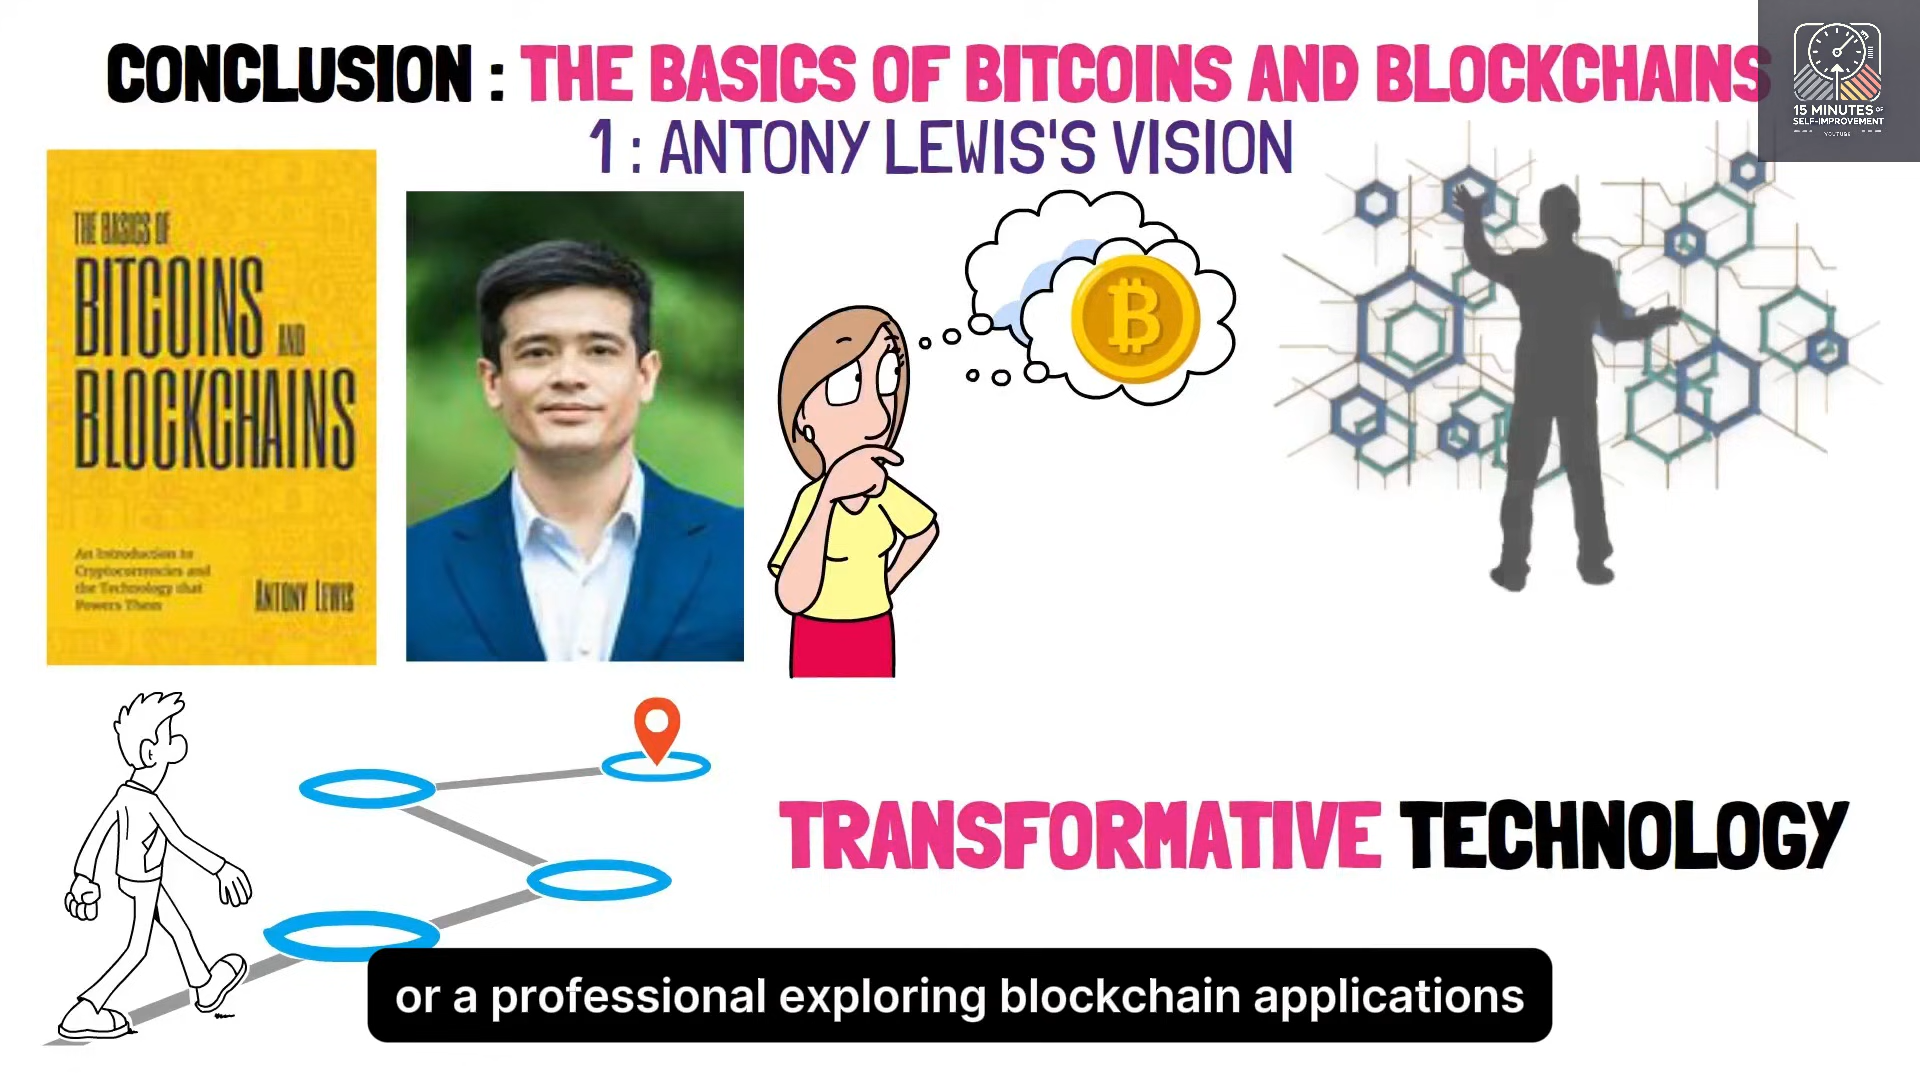 CONCLUSION : THE BASICS OF BITCOINS AND BLOCKCHAINS
1 : ANTONY LEWIS'S VISION
15 MINUTES OF
SELF-IMPROVEMENT
YOUTUBE
THE BASICS OF
BITCOINS AND
BLOCKCHAINS
An Introduction to
Cryptocurrencies and
the Technology that
Powers Them
ANTONY LEWIS
TRANSFORMATIVE TECHNOLOGY
or a professional exploring blockchain applications